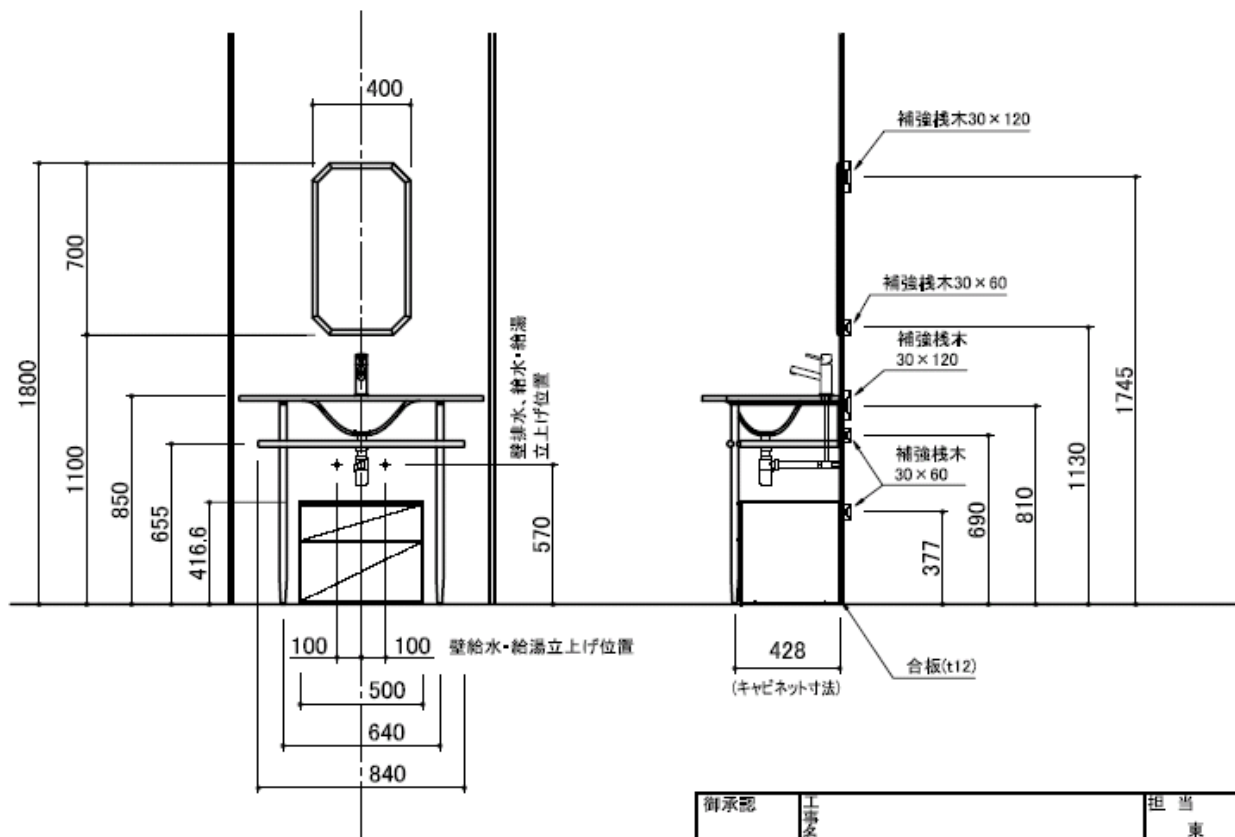 400
補強桟木30×120
700
補強桟木30×60
壁排水、給水・給湯
立上げ位置
補強桟木
30×120
1800
1745
1100
850
655
416.6
570
補強桟木
30×60
1130
810
690
377
100
100
壁給水・給湯立上げ位置
428
(キャビネット寸法)
合板(t12)
500
640
840
御承認
工事名
担 当
東